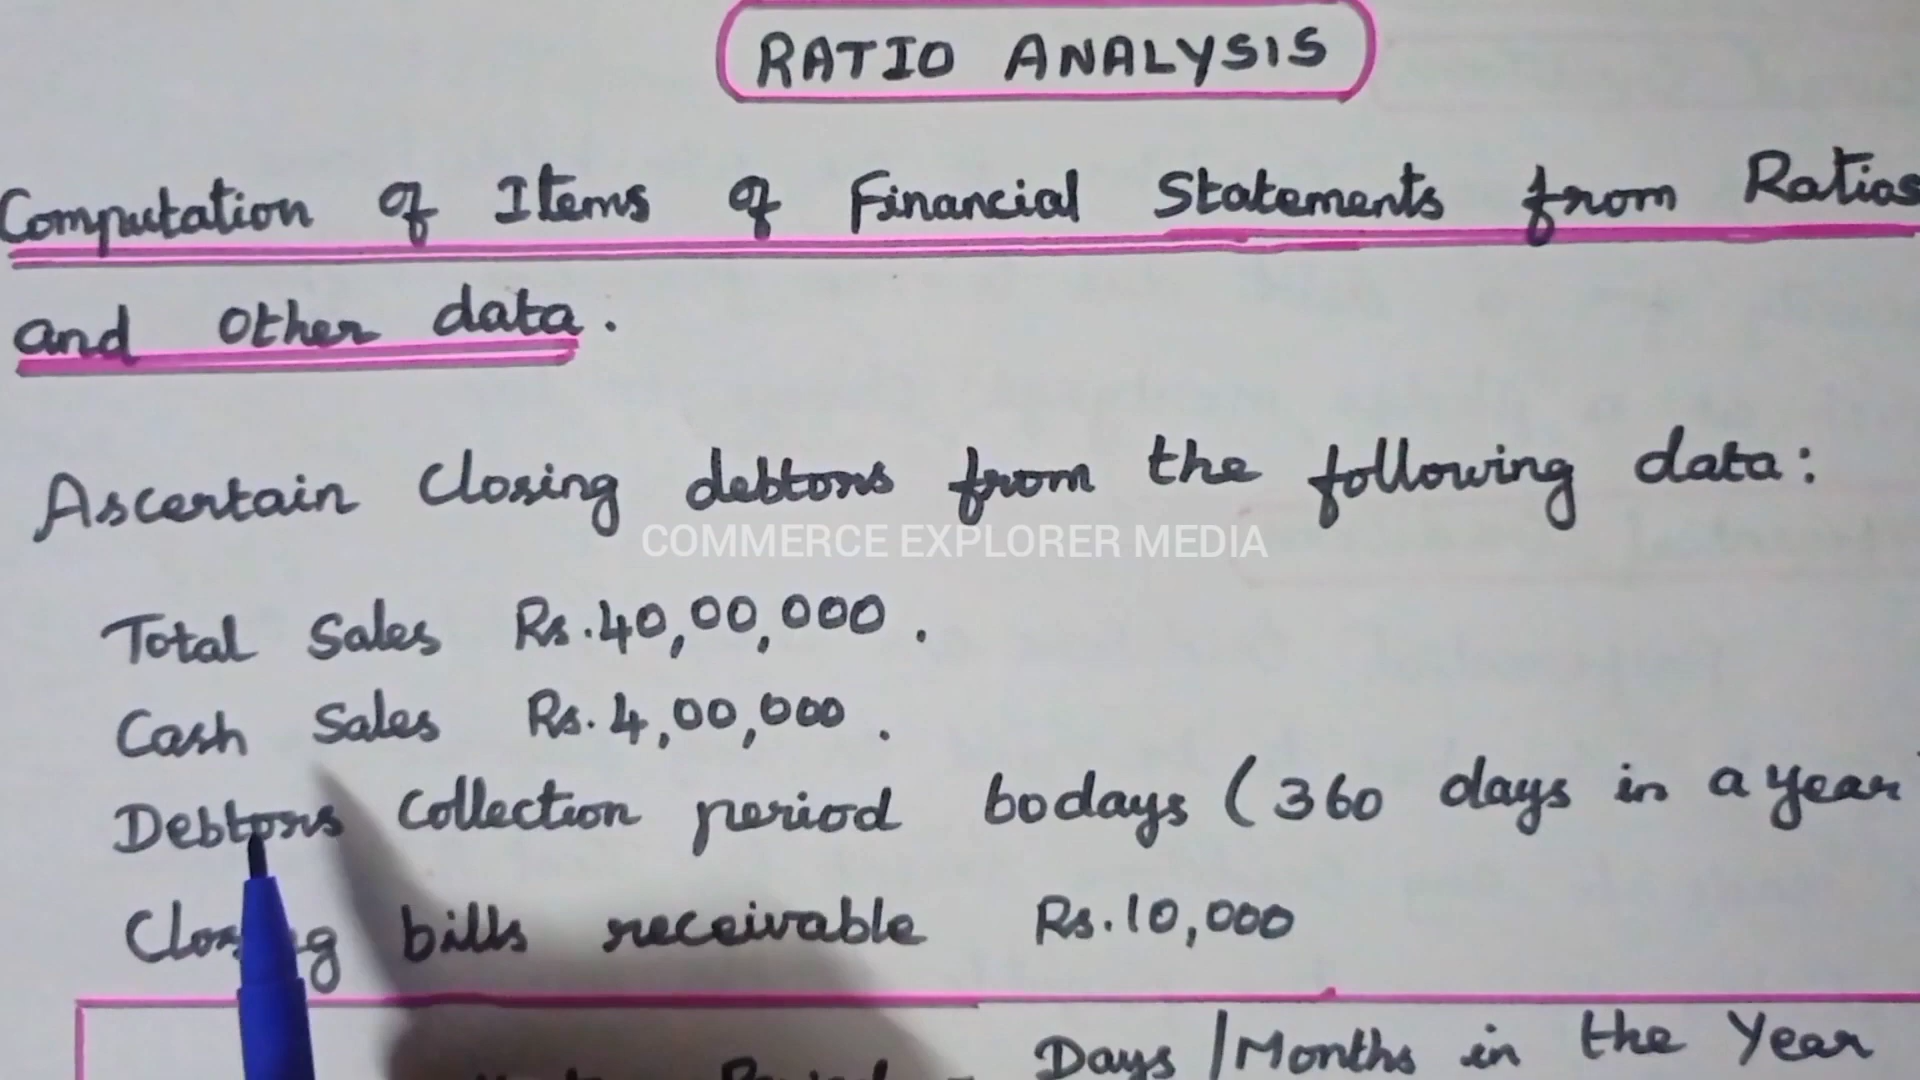 RATIO ANALYSIS
Computation of Items of Financial Statements from Ratios
and other data.
Ascertain closing debtors from the following data:
COMMERCE EXPLORER MEDIA
Total Sales Rs.40,00,000.
Cash Sales Rs.4,00,000.
Debtors Collection period 60days (360 days in a year
Closing bills receivable Rs.10,000
Period = Days/Months in the Year